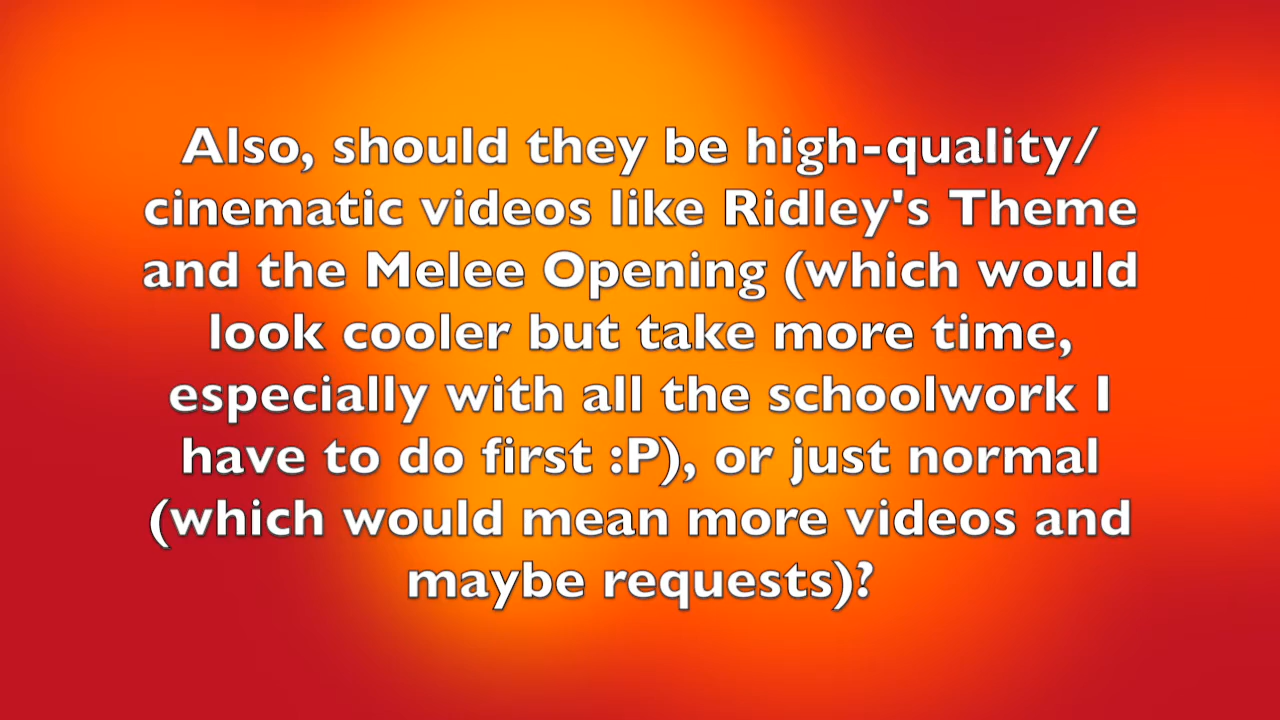 Also, should they be high-quality/
cinematic videos like Ridley's Theme
and the Melee Opening (which would
look cooler but take more time,
especially with all the schoolwork I
have to do first :P), or just normal
(which would mean more videos and
maybe requests)?